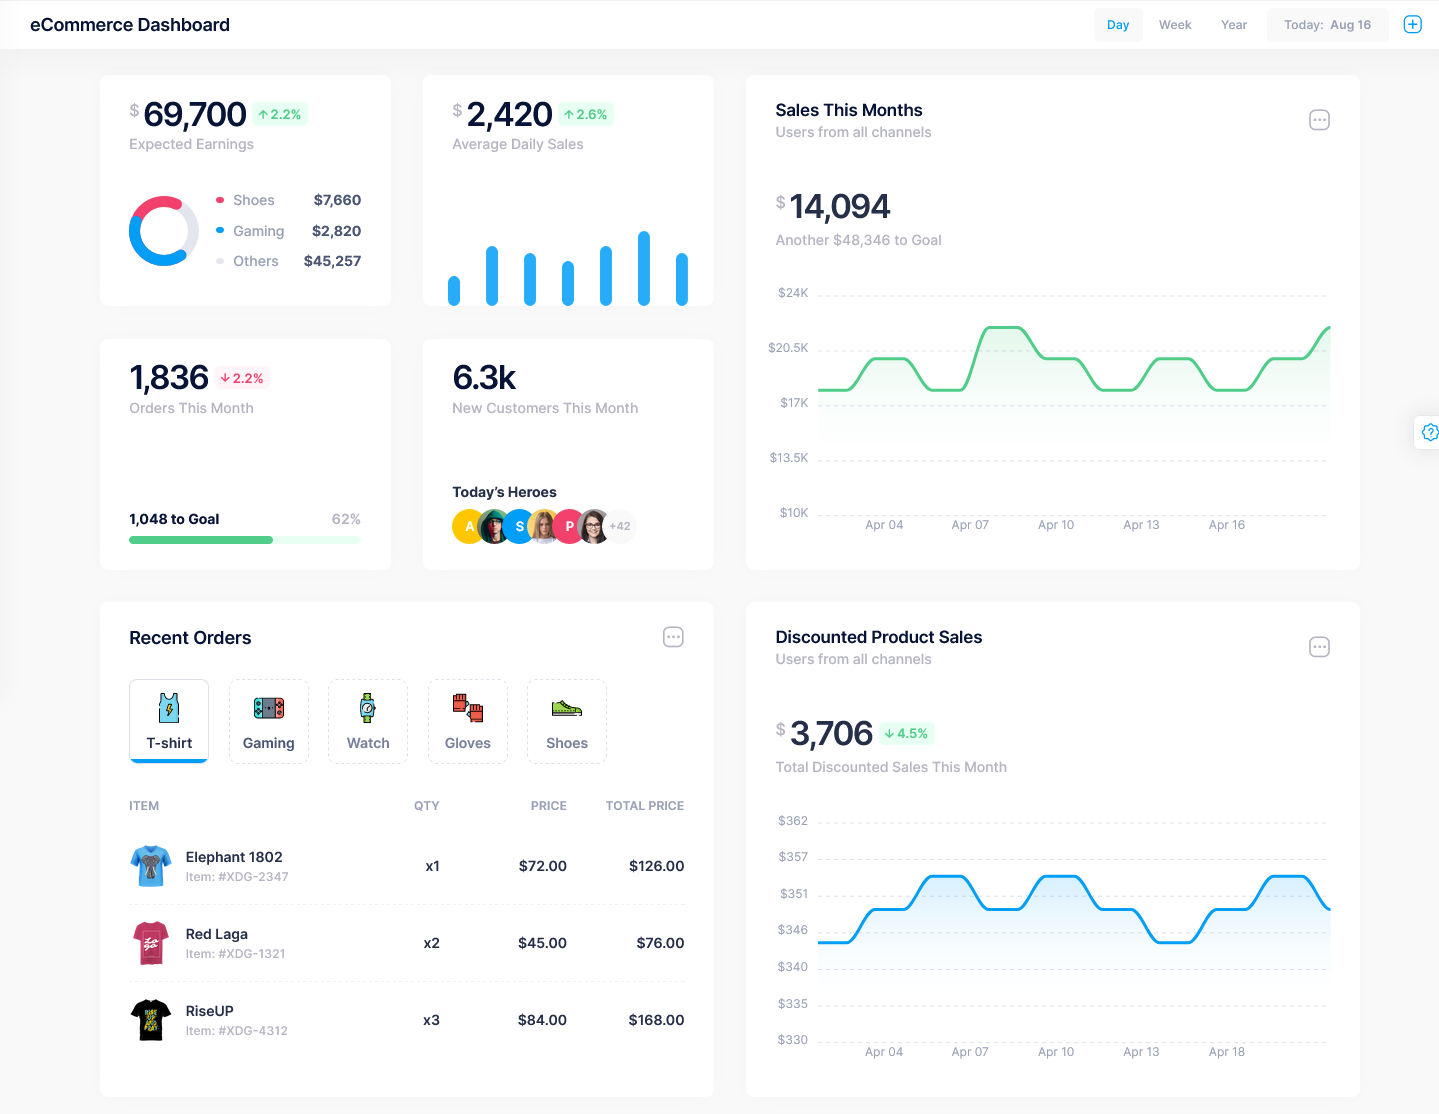 eCommerce Dashboard
Day Week Year Today: Aug 16
$ 69,700 ↑ 2.2%
Expected Earnings
Shoes $7,660
Gaming $2,820
Others $45,257
$ 2,420 ↑ 2.6%
Average Daily Sales
Sales This Months
Users from all channels
$ 14,094
Another $48,346 to Goal
$24K
$20.5K
$17K
$13.5K
$10K
Apr 04 Apr 07 Apr 10 Apr 13 Apr 16
1,836 ↓ 2.2%
Orders This Month
1,048 to Goal 62%
6.3k
New Customers This Month
Today’s Heroes
A S P +42
Recent Orders
T-shirt Gaming Watch Gloves Shoes
ITEM QTY PRICE TOTAL PRICE
Elephant 1802 x1 $72.00 $126.00
Item: #XDG-2347
Red Laga x2 $45.00 $76.00
Item: #XDG-1321
RiseUP x3 $84.00 $168.00
Item: #XDG-4312
Discounted Product Sales
Users from all channels
$ 3,706 ↓ 4.5%
Total Discounted Sales This Month
$362
$357
$351
$346
$340
$335
$330
Apr 04 Apr 07 Apr 10 Apr 13 Apr 18